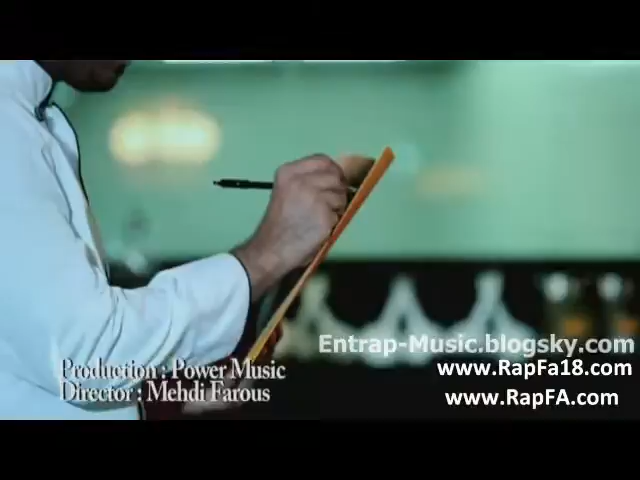 Entrap-Music.blogsky.com
Production : Power Music
www.RapFa18.com
Director : Mehdi Farous
www.RapFA.com